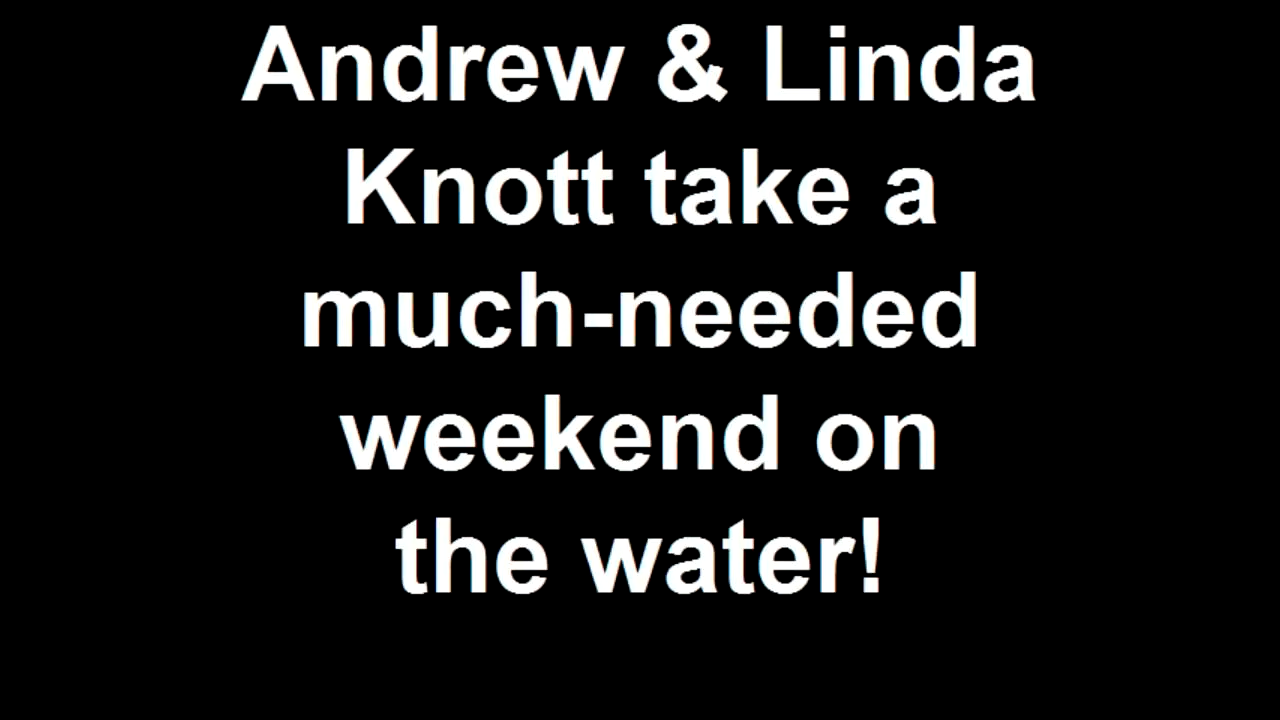 Andrew & Linda
Knott take a
much-needed
weekend on
the water!